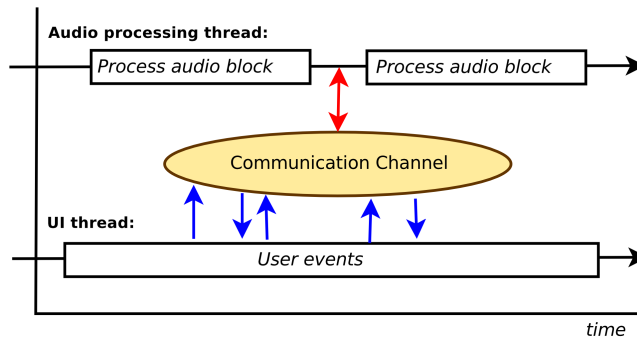 Audio processing thread:
Process audio block
Process audio block
Communication Channel
UI thread:
User events
time